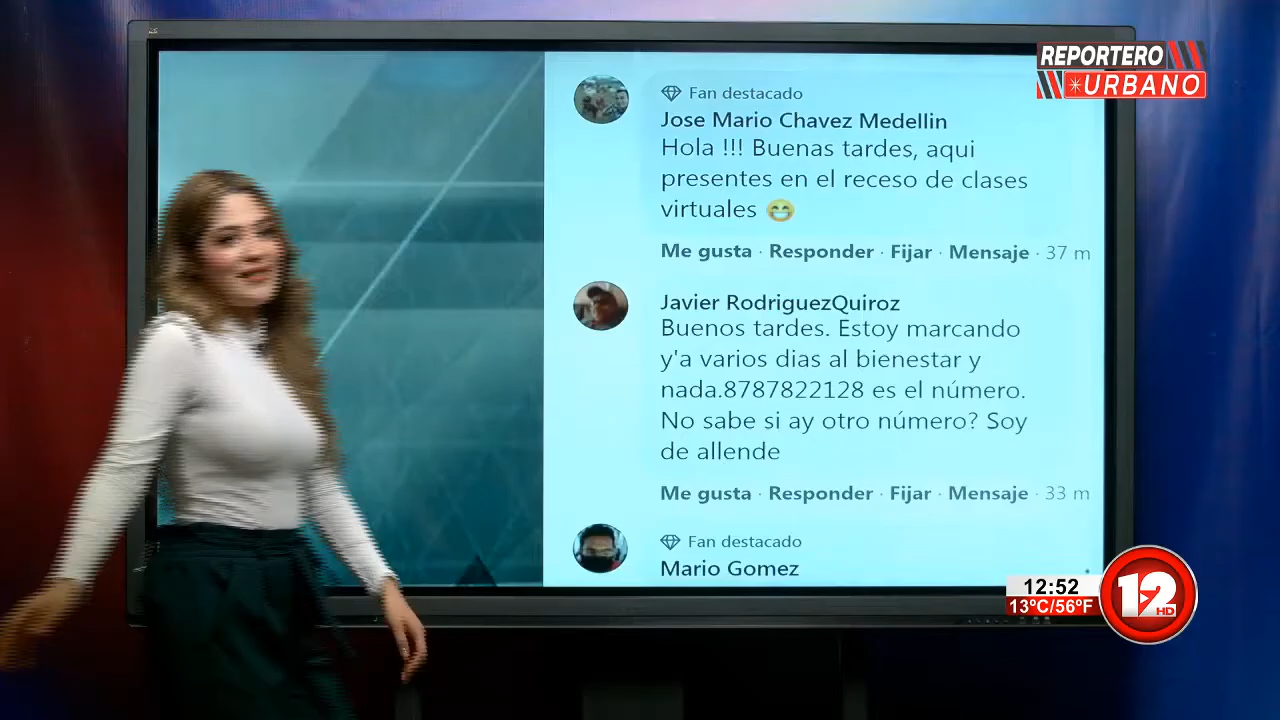 REPORTERO
URBANO
Fan destacado
Jose Mario Chavez Medellin
Hola !!! Buenas tardes, aqui
presentes en el receso de clases
virtuales 😁
Me gusta · Responder · Fijar · Mensaje · 37 m
Javier RodriguezQuiroz
Buenos tardes. Estoy marcando
y'a varios dias al bienestar y
nada.8787822128 es el número.
No sabe si ay otro número? Soy
de allende
Me gusta · Responder · Fijar · Mensaje · 33 m
Fan destacado
Mario Gomez
12:52
13ºC/56ºF
12
HD